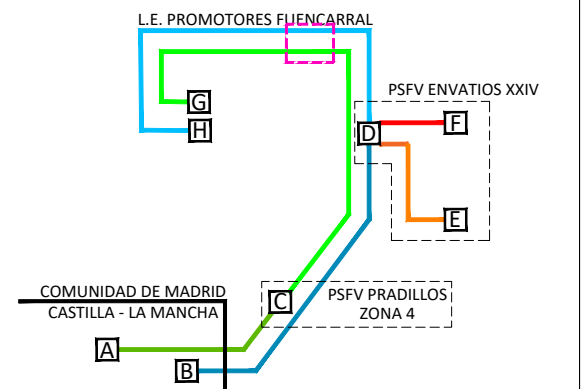 L.E. PROMOTORES FUENCARRAL
PSFV ENVATIOS XXIV
G
F
H
D
E
COMUNIDAD DE MADRID
C
PSFV PRADILLOS
ZONA 4
CASTILLA - LA MANCHA
A
B